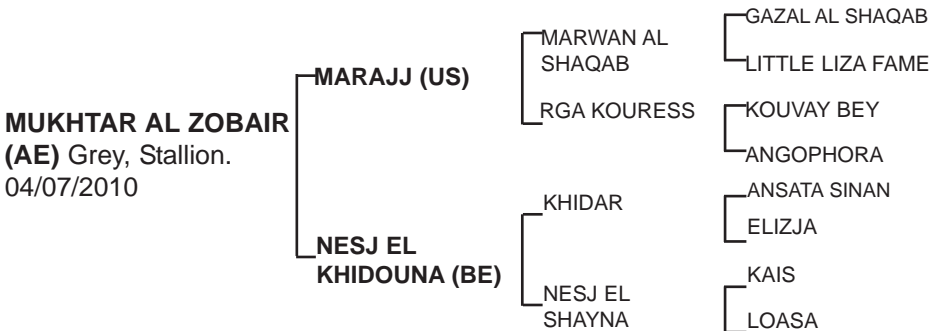 MUKHTAR AL ZOBAIR
(AE) Grey, Stallion.
04/07/2010
MARAJJ (US)
NESJ EL
KHIDOUNA (BE)
MARWAN AL
SHAQAB
RGA KOURESS
KHIDAR
NESJ EL
SHAYNA
GAZAL AL SHAQAB
LITTLE LIZA FAME
KOUVAY BEY
ANGOPHORA
ANSATA SINAN
ELIZJA
KAIS
LOASA